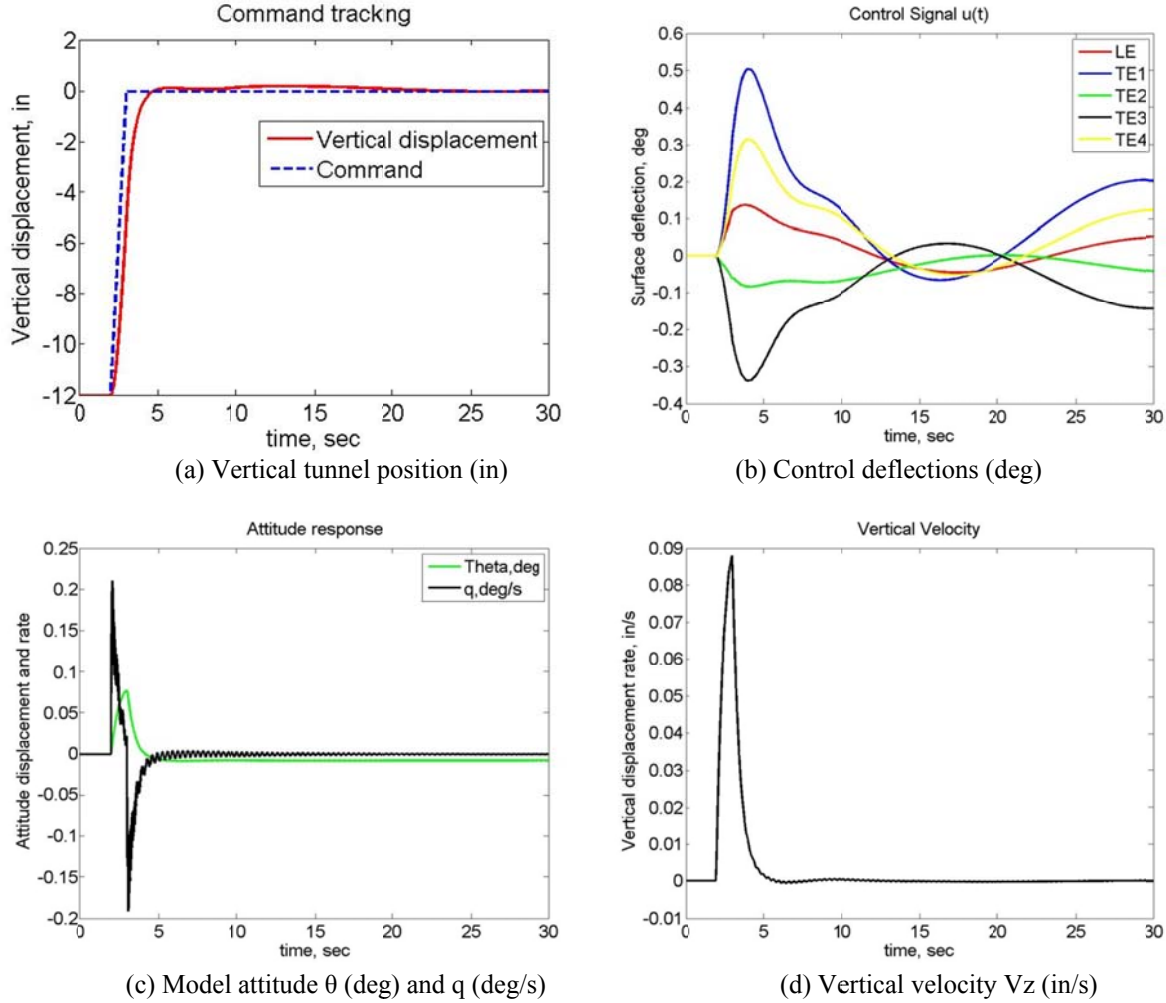 Command tracking
Vertical displacement, in
2
0
-2
-4
-6
-8
-10
-12
Vertical displacement
Command
0 5 10 15 20 25 30
time, sec
(a) Vertical tunnel position (in)
Control Signal u(t)
Surface deflection, deg
0.6
0.5
0.4
0.3
0.2
0.1
0
-0.1
-0.2
-0.3
-0.4
LE
TE1
TE2
TE3
TE4
0 5 10 15 20 25 30
time, sec
(b) Control deflections (deg)
Attitude response
Attitude displacement and rate
0.25
0.2
0.15
0.1
0.05
0
-0.05
-0.1
-0.15
-0.2
Theta,deg
q,deg/s
0 5 10 15 20 25 30
time, sec
(c) Model attitude θ (deg) and q (deg/s)
Vertical Velocity
Vertical displacement rate, in/s
0.09
0.08
0.07
0.06
0.05
0.04
0.03
0.02
0.01
0
-0.01
0 5 10 15 20 25 30
time, sec
(d) Vertical velocity Vz (in/s)